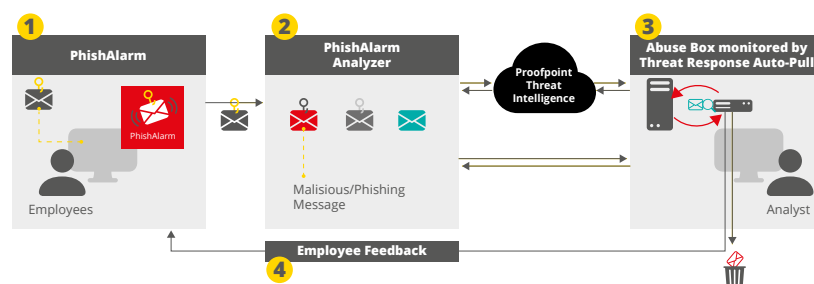 1
PhishAlarm
PhishAlarm
Employees
2
PhishAlarm
Analyzer
Malisious/Phishing
Message
Proofpoint
Threat
Intelligence
3
Abuse Box monitored by
Threat Response Auto-Pull
Analyst
Employee Feedback
4